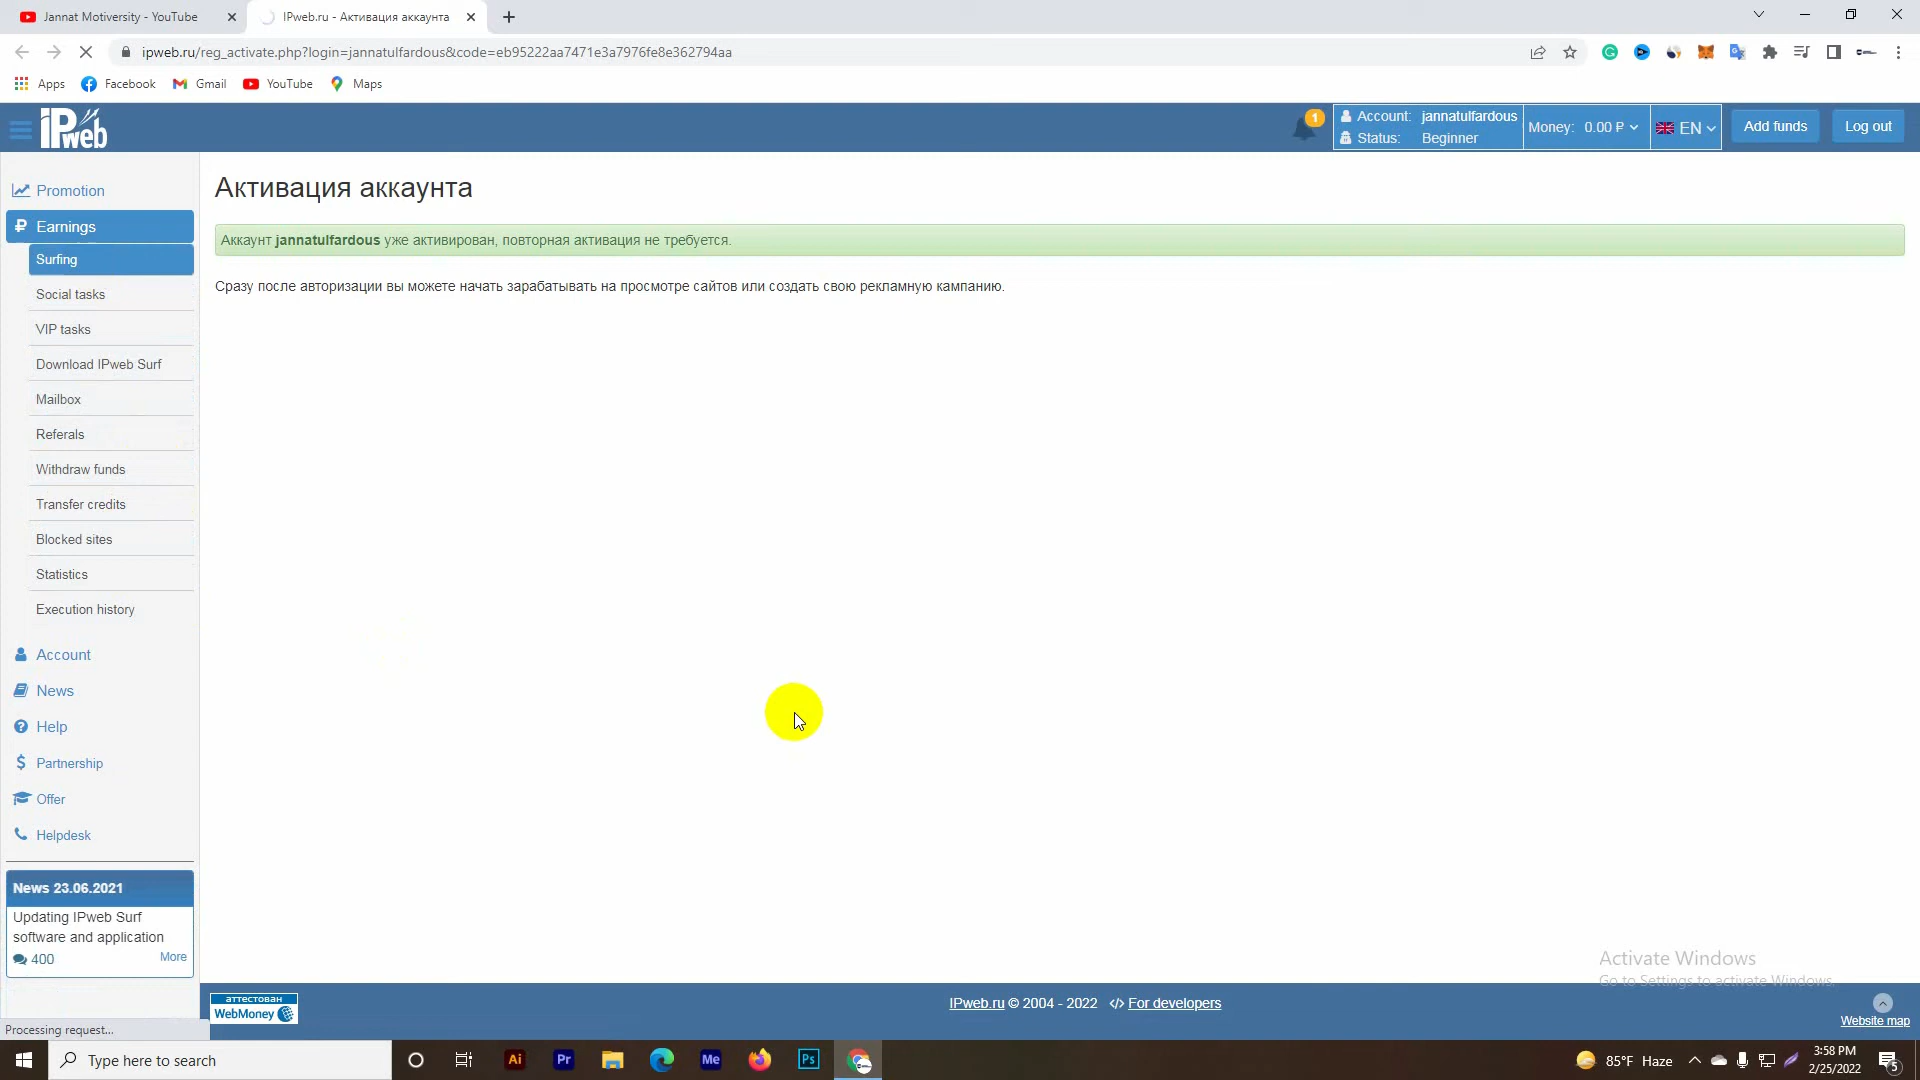 Jannat Motiversity - YouTube
IPweb.ru - Активация аккаунта
ipweb.ru/reg_activate.php?login=jannatulfardous&code=eb95222aa7471e3a7976fe8e362794aa
Apps
Facebook
Gmail
YouTube
Maps
IPweb
1
Account: jannatulfardous
Status: Beginner
Money: 0.00 ₽
EN
Add funds
Log out
Promotion
Earnings
Surfing
Social tasks
VIP tasks
Download IPweb Surf
Mailbox
Referals
Withdraw funds
Transfer credits
Blocked sites
Statistics
Execution history
Account
News
Help
Partnership
Offer
Helpdesk
News 23.06.2021
Updating IPweb Surf
software and application
400
More
Активация аккаунта
Аккаунт jannatulfardous уже активирован, повторная активация не требуется.
Сразу после авторизации вы можете начать зарабатывать на просмотре сайтов или создать свою рекламную кампанию.
Activate Windows
Go to Settings to activate Windows.
аттестован
WebMoney
IPweb.ru © 2004 - 2022 </> For developers
Website map
Processing request...
Type here to search
Ai
Pr
Me
Ps
85°F Haze
3:58 PM
2/25/2022
5